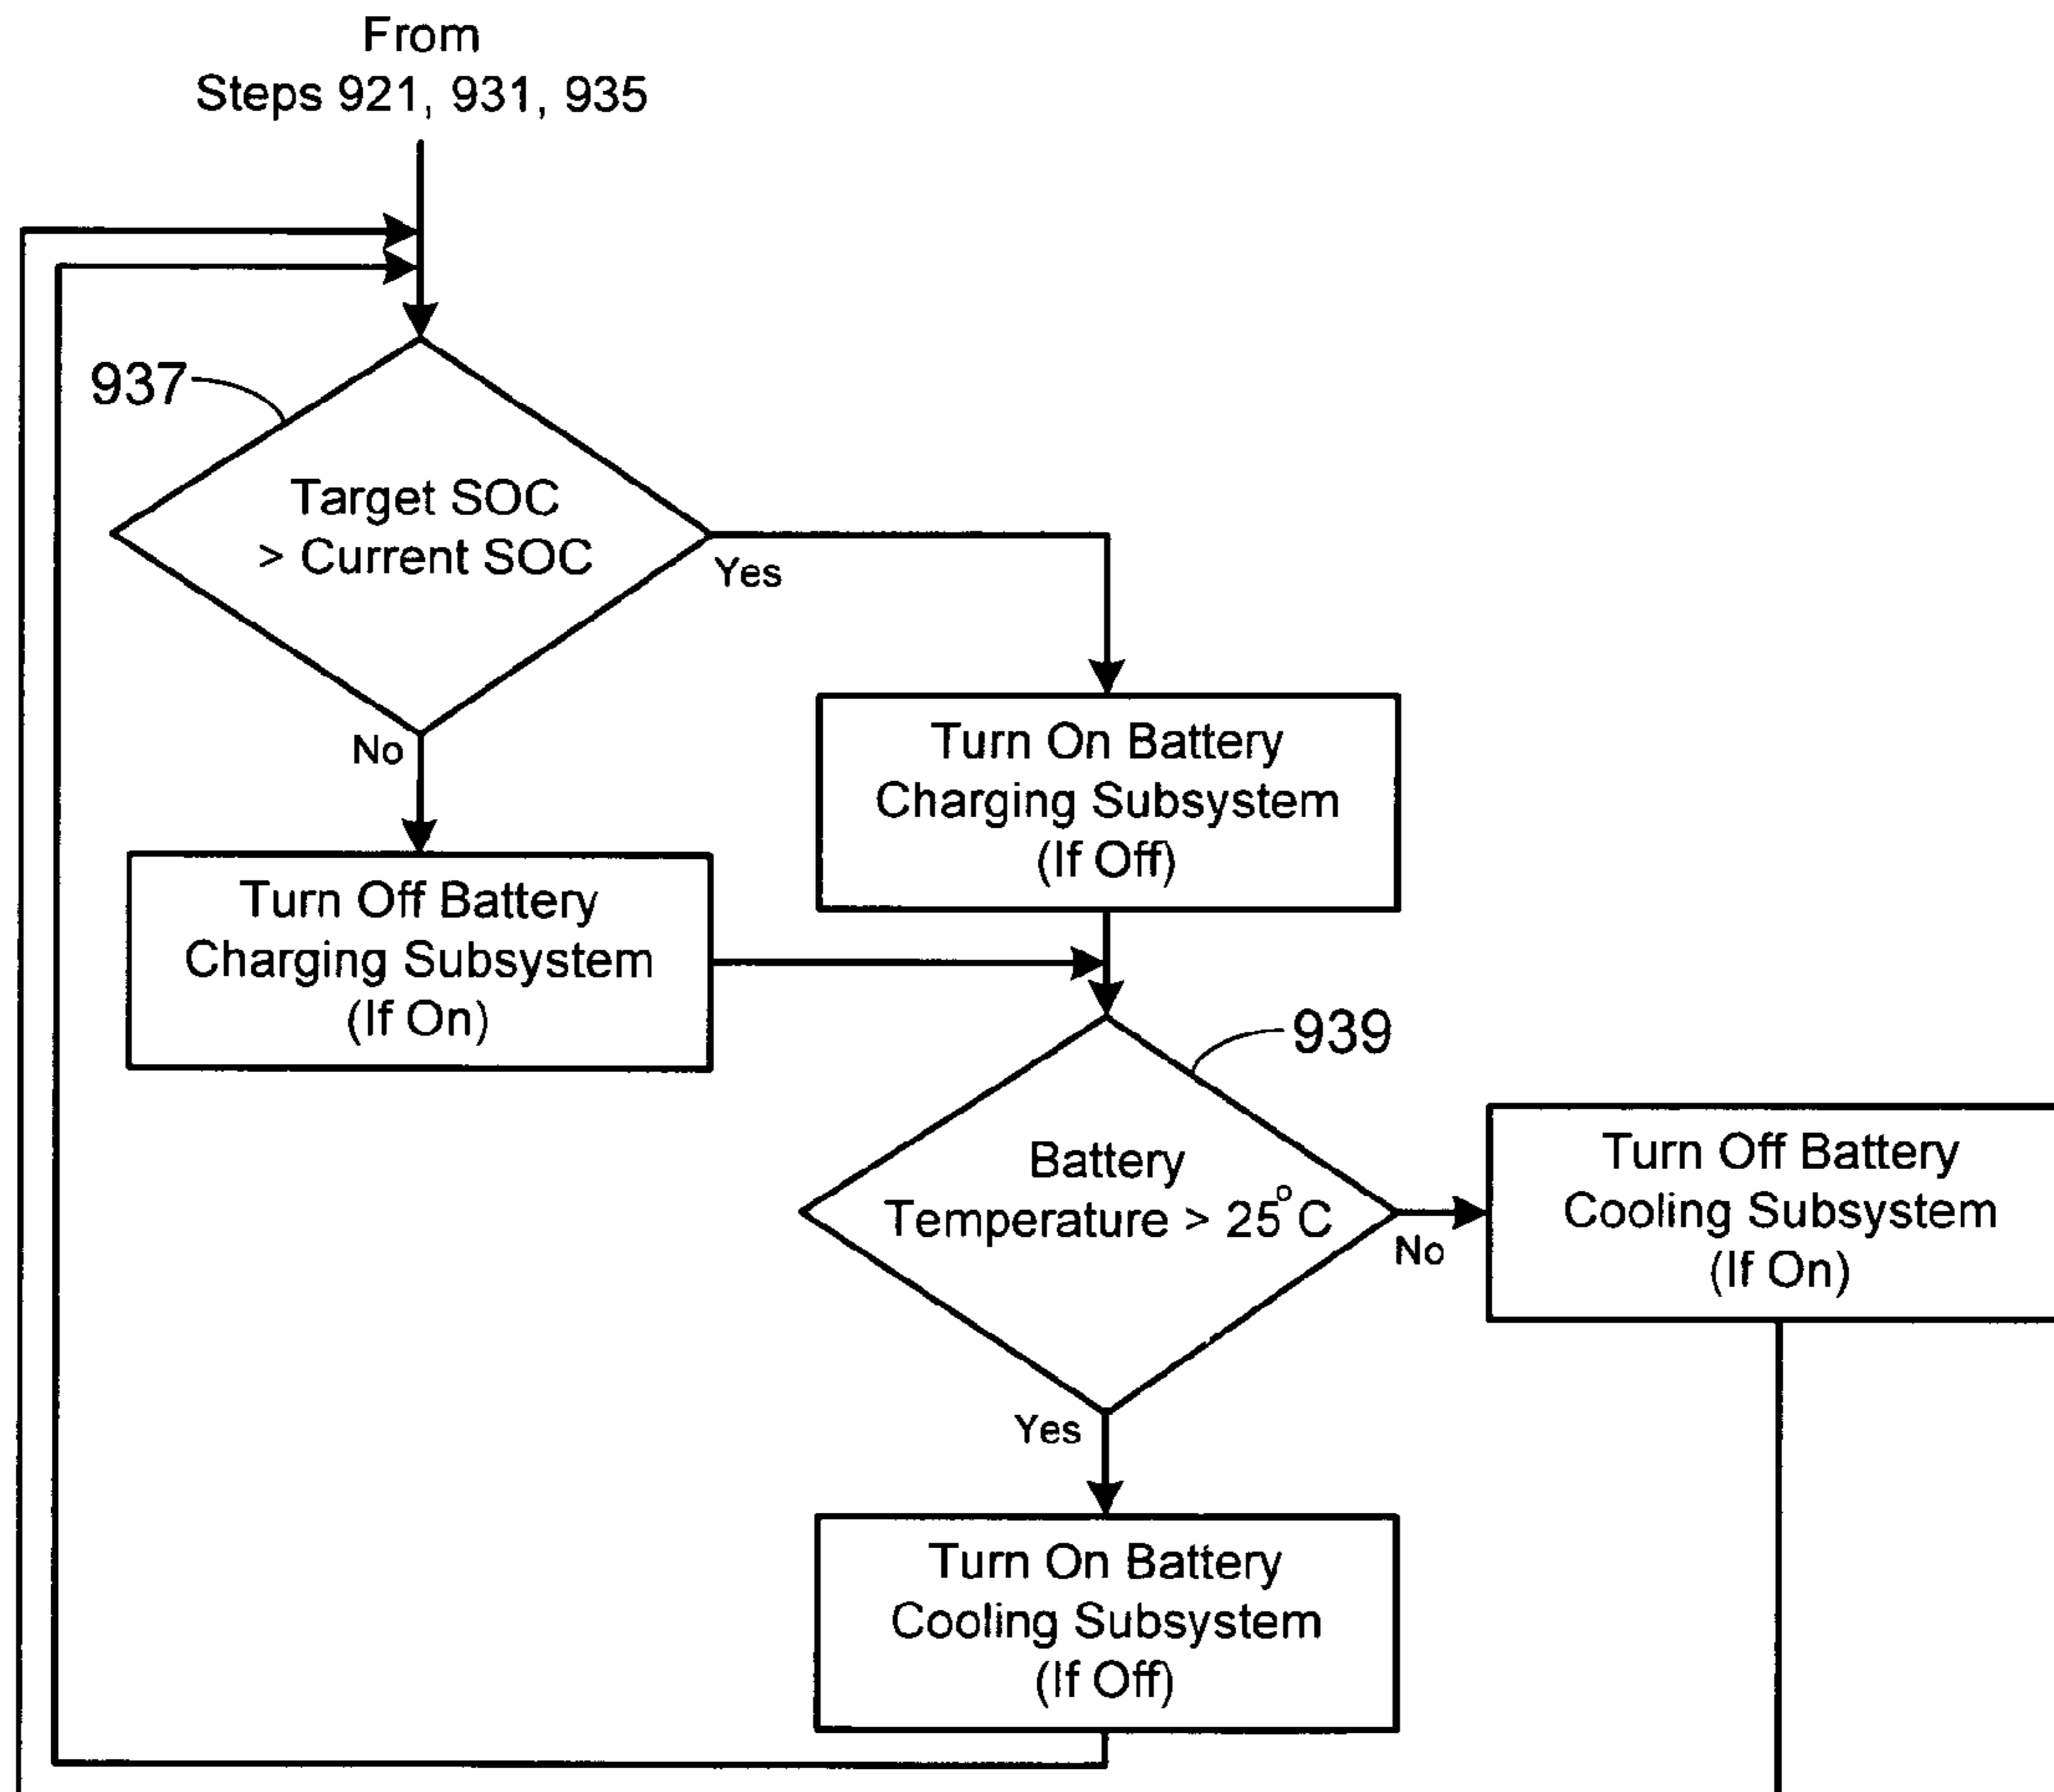 From
Steps 921, 931, 935
937
Target SOC
> Current SOC
Yes
No
Turn On Battery
Charging Subsystem
(If Off)
Turn Off Battery
Charging Subsystem
(If On)
939
Battery
Temperature > 25°C
No
Turn Off Battery
Cooling Subsystem
(If On)
Yes
Turn On Battery
Cooling Subsystem
(If Off)